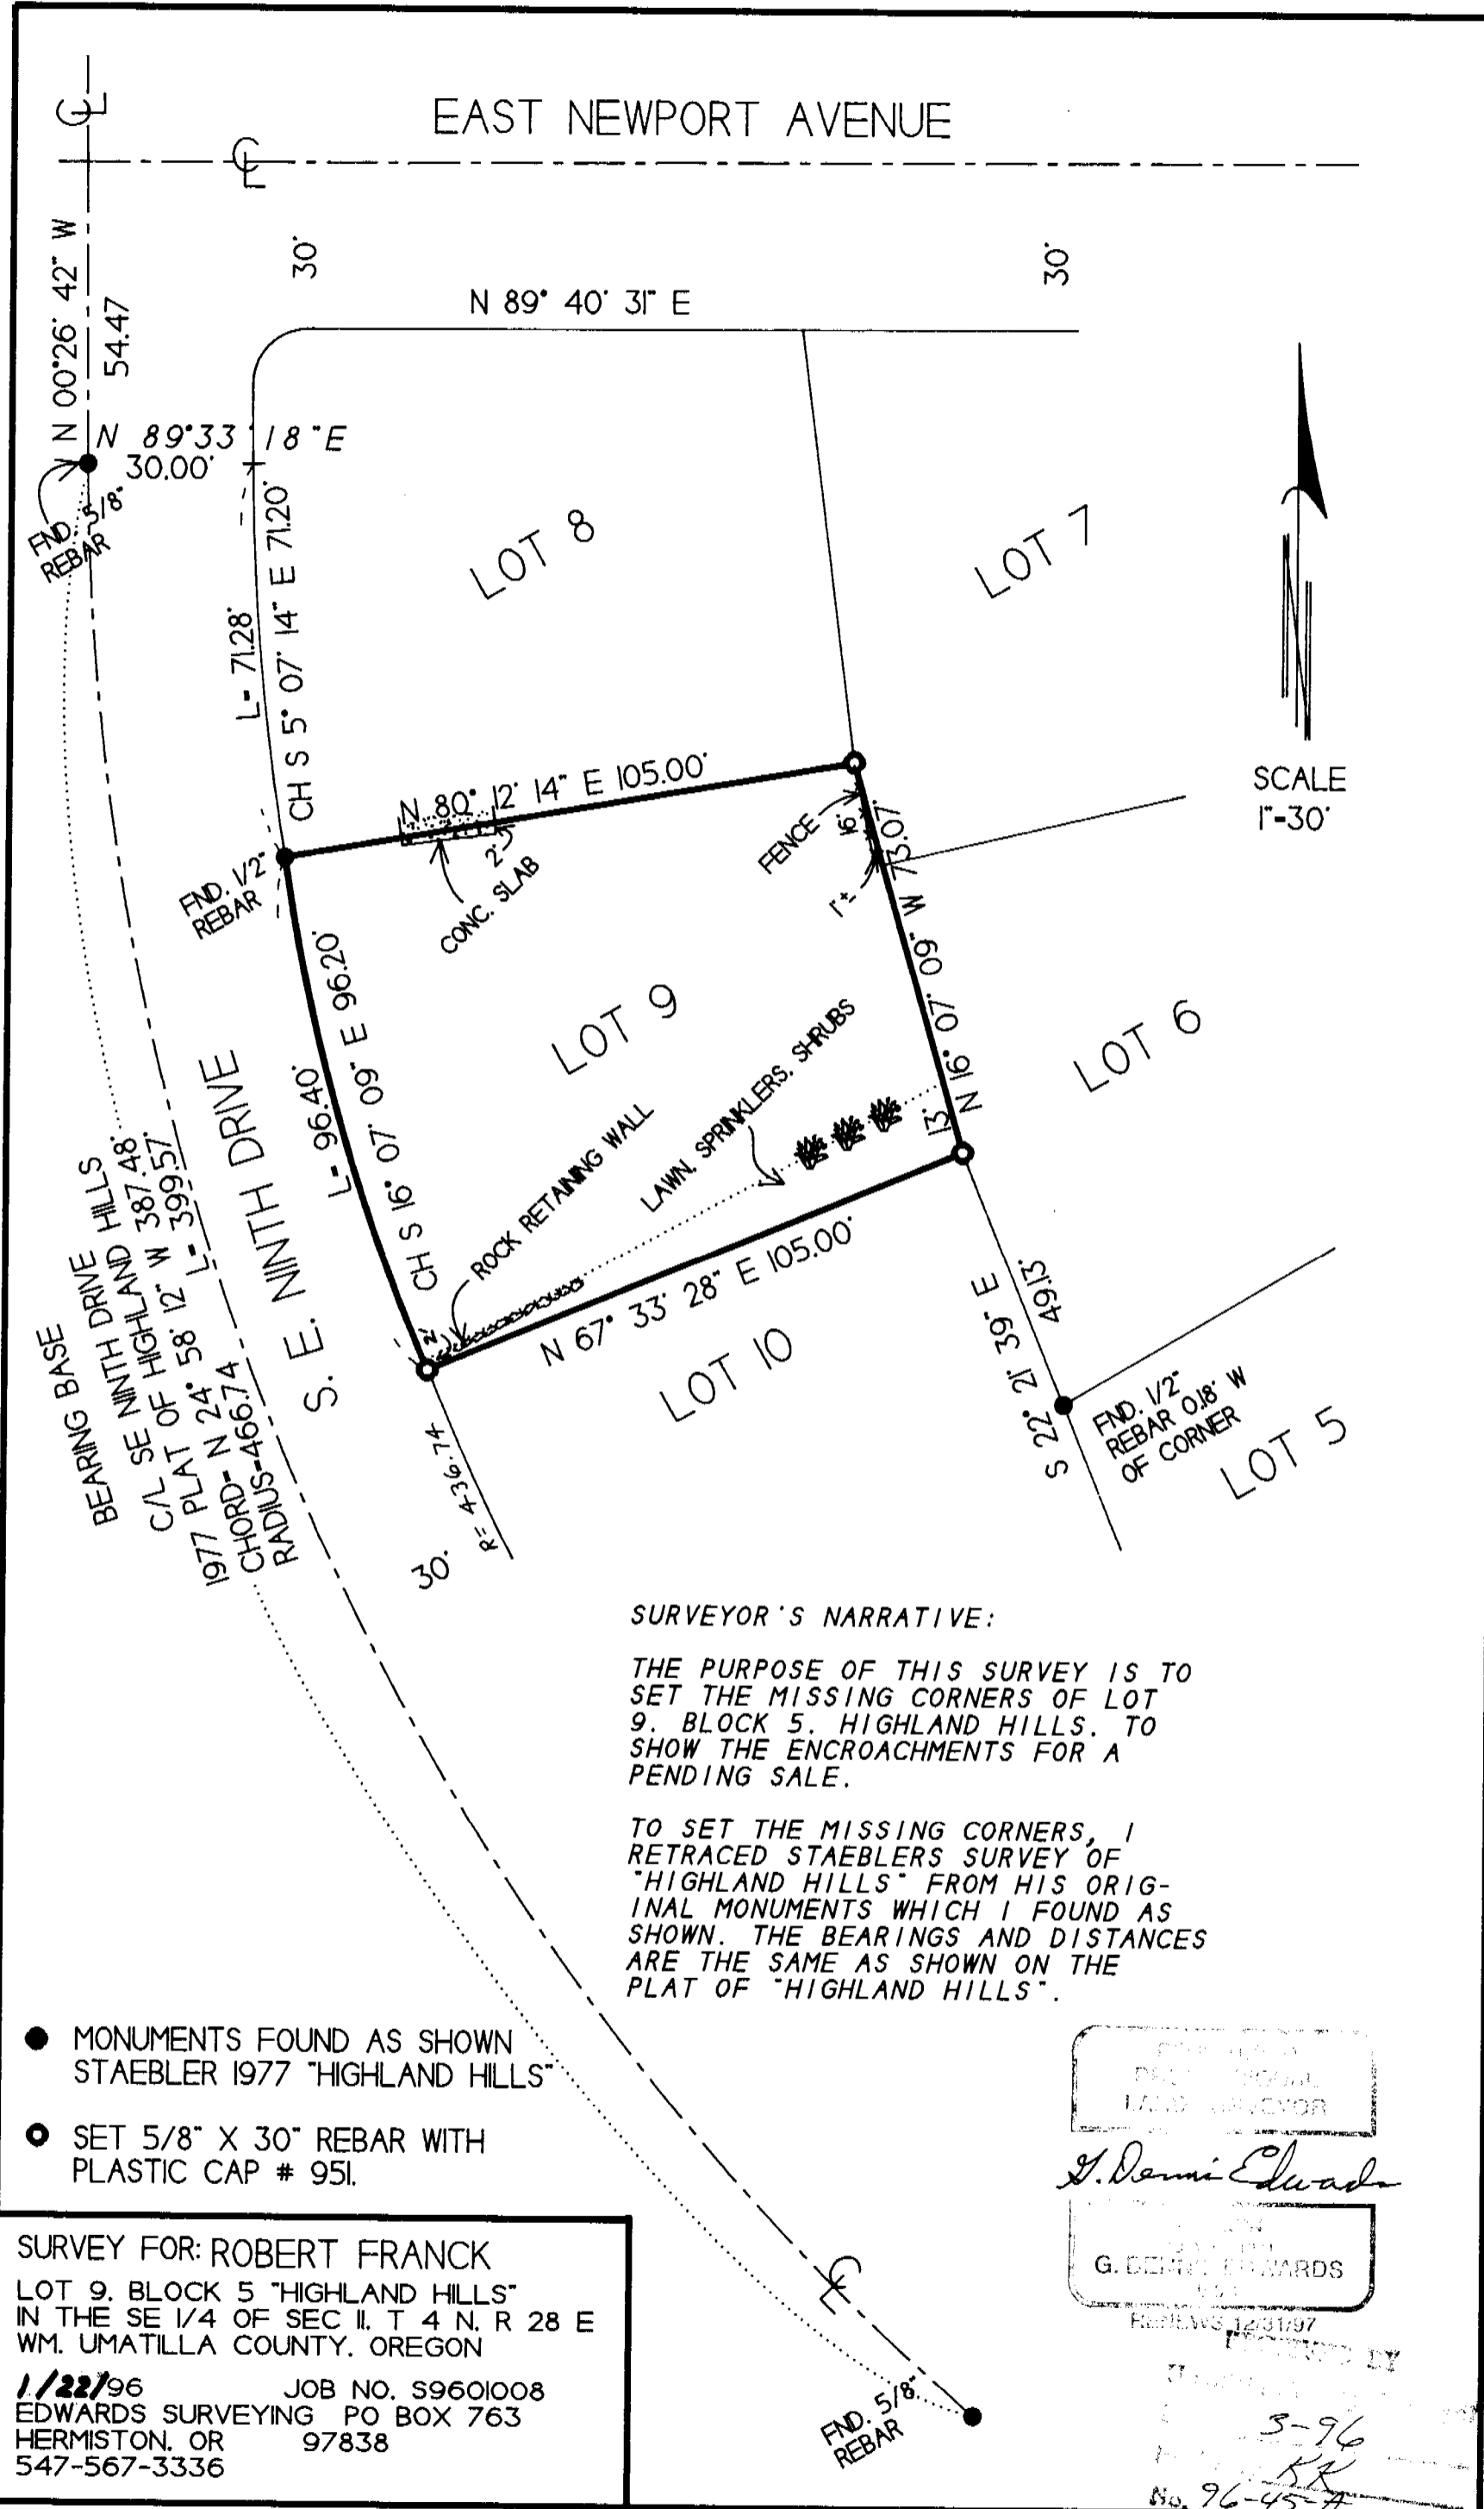 EAST NEWPORT AVENUE
N 00°26' 42" W
54.47
30'
30'
N 89° 40' 31" E
N 89°33'18"E
30.00'
FND. 5/8"
REBAR
L= 71.28'
CH S 5° 07' 14" E 71.20'
LOT 8
LOT 7
SCALE
1"-30'
N 80° 12' 14" E 105.00'
2'
CONC. SLAB
FENCE
16'
1'±
N 16° 07' 09" W 73.07'
FND. 1/2"
REBAR
L= 96.40'
CH S 16° 07' 09" E 96.20'
LOT 9
LOT 6
LAWN. SPRINKLERS. SHRUBS
ROCK RETAINING WALL
13'
2'
N 67° 33' 28" E 105.00'
LOT 10
S 22° 21' 39" E
49.13'
FND. 1/2"
REBAR 0.18' W
OF CORNER
LOT 5
S. E. NINTH DRIVE
BEARING BASE
C/L SE NINTH DRIVE
1977 PLAT OF HIGHLAND HILLS
CHORD- N 24° 58' 12" W 387.48'
RADIUS-466.74 L- 399.57'
30'
R= 436.74
SURVEYOR'S NARRATIVE:
THE PURPOSE OF THIS SURVEY IS TO
SET THE MISSING CORNERS OF LOT
9. BLOCK 5. HIGHLAND HILLS. TO
SHOW THE ENCROACHMENTS FOR A
PENDING SALE.
TO SET THE MISSING CORNERS, I
RETRACED STAEBLERS SURVEY OF
"HIGHLAND HILLS" FROM HIS ORIG-
INAL MONUMENTS WHICH I FOUND AS
SHOWN. THE BEARINGS AND DISTANCES
ARE THE SAME AS SHOWN ON THE
PLAT OF "HIGHLAND HILLS".
MONUMENTS FOUND AS SHOWN
STAEBLER 1977 "HIGHLAND HILLS"
SET 5/8" X 30" REBAR WITH
PLASTIC CAP # 951.
LAND SURVEYOR
G. Dennis Edwards
G. DENNIS EDWARDS
RENEWS 12/31/97
BY
3-96
KK
No. 96-45-A
FND. 5/8"
REBAR
SURVEY FOR: ROBERT FRANCK
LOT 9. BLOCK 5 "HIGHLAND HILLS"
IN THE SE 1/4 OF SEC 11. T 4 N. R 28 E
WM. UMATILLA COUNTY. OREGON
1/22/96 JOB NO. S9601008
EDWARDS SURVEYING PO BOX 763
HERMISTON. OR 97838
547-567-3336